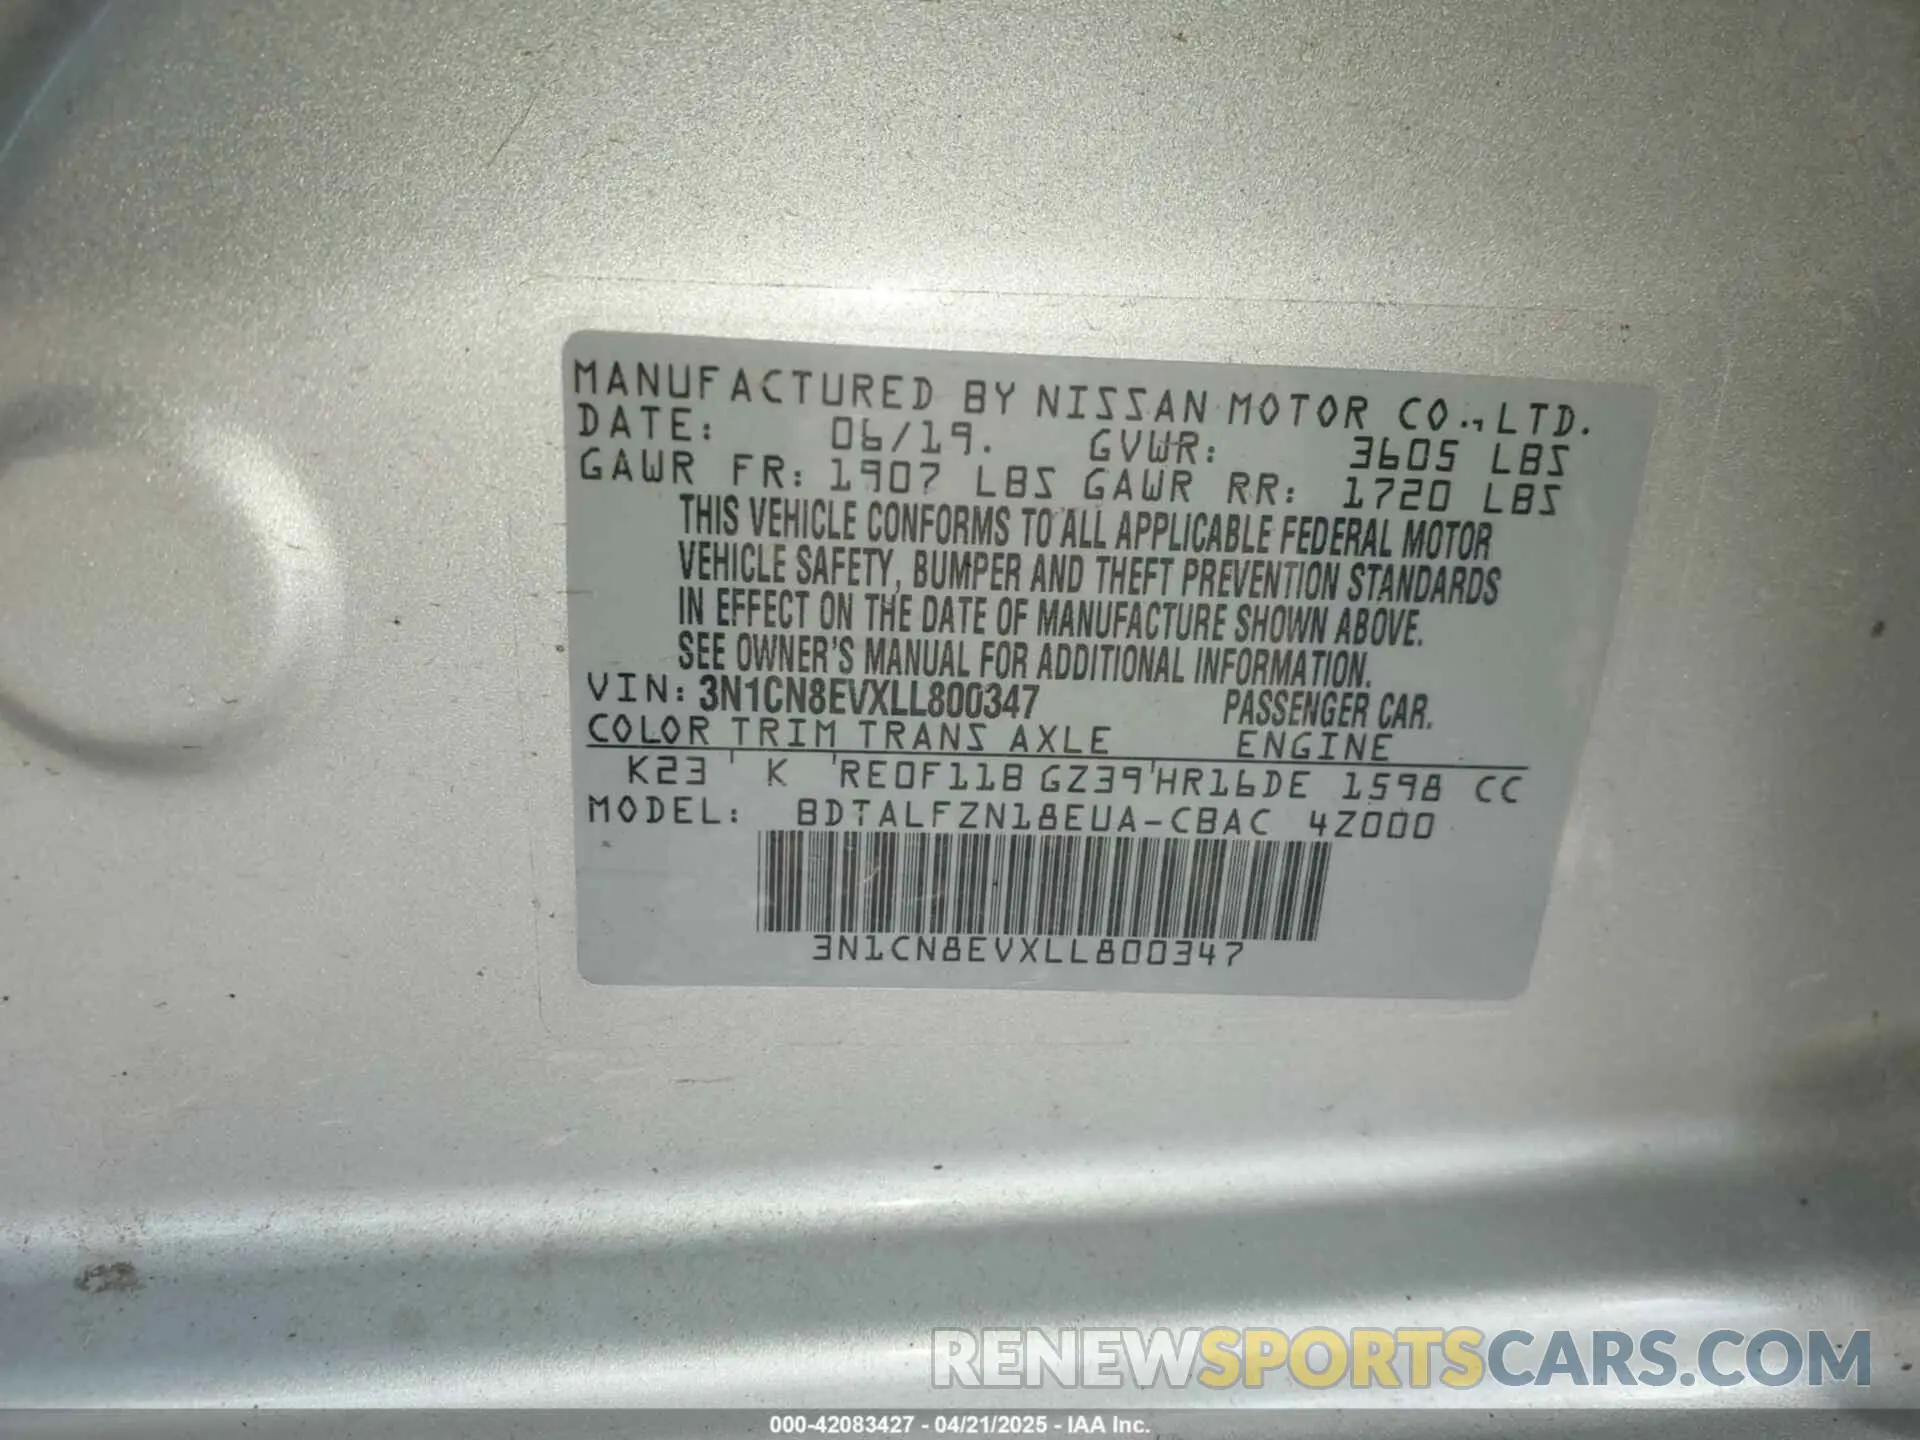 MANUFACTURED BY NISSAN MOTOR CO., LTD.
DATE: 06/19. GVWR: 3605 LBS
GAWR FR: 1907 LBS GAWR RR: 1720 LBS
THIS VEHICLE CONFORMS TO ALL APPLICABLE FEDERAL MOTOR
VEHICLE SAFETY, BUMPER AND THEFT PREVENTION STANDARDS
IN EFFECT ON THE DATE OF MANUFACTURE SHOWN ABOVE.
SEE OWNER'S MANUAL FOR ADDITIONAL INFORMATION.
VIN: 3N1CN8EVXLL800347 PASSENGER CAR.
COLOR TRIM TRANS AXLE ENGINE
K23 ' K 'RE0F11B GZ39'HR16DE 1598 CC
MODEL: BDTALFZN18EUA-CBAC 4Z000
3N1CN8EVXLL800347
RENEWSPORTSCARS.COM
000-42083427 - 04/21/2025 - IAA Inc.